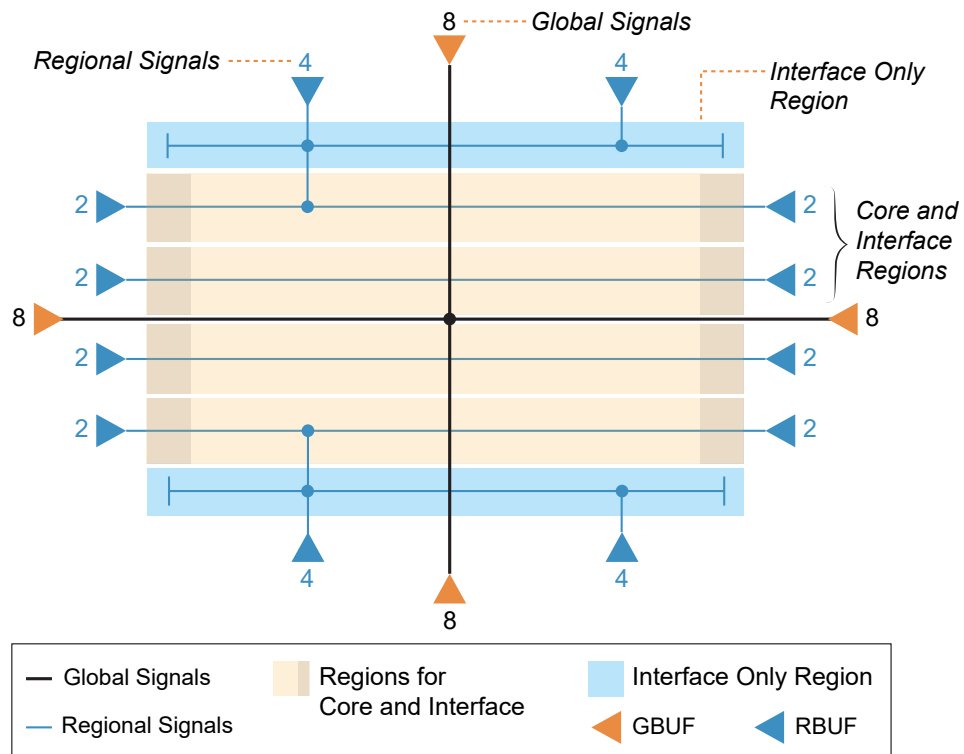 8
Global Signals
Regional Signals
4
4
Interface Only
Region
2
2
Core and
Interface
Regions
2
2
8
8
2
2
2
2
4
4
8
Global Signals
Regions for
Core and Interface
Interface Only Region
Regional Signals
GBUF
RBUF